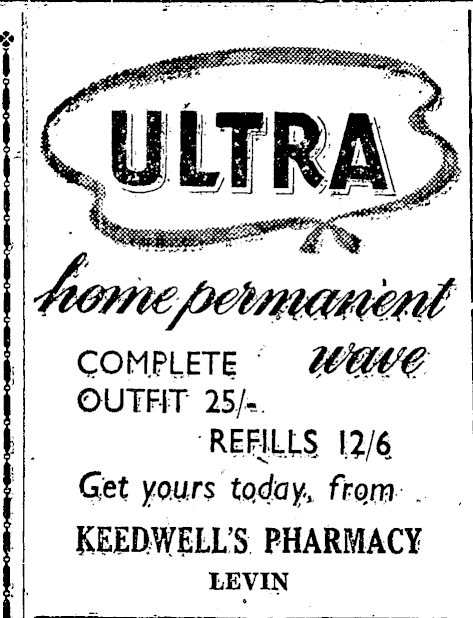 ULTRA
home permanent
wave
COMPLETE
OUTFIT 25/-
REFILLS 12/6
Get yours today, from
KEEDWELL'S PHARMACY
LEVIN